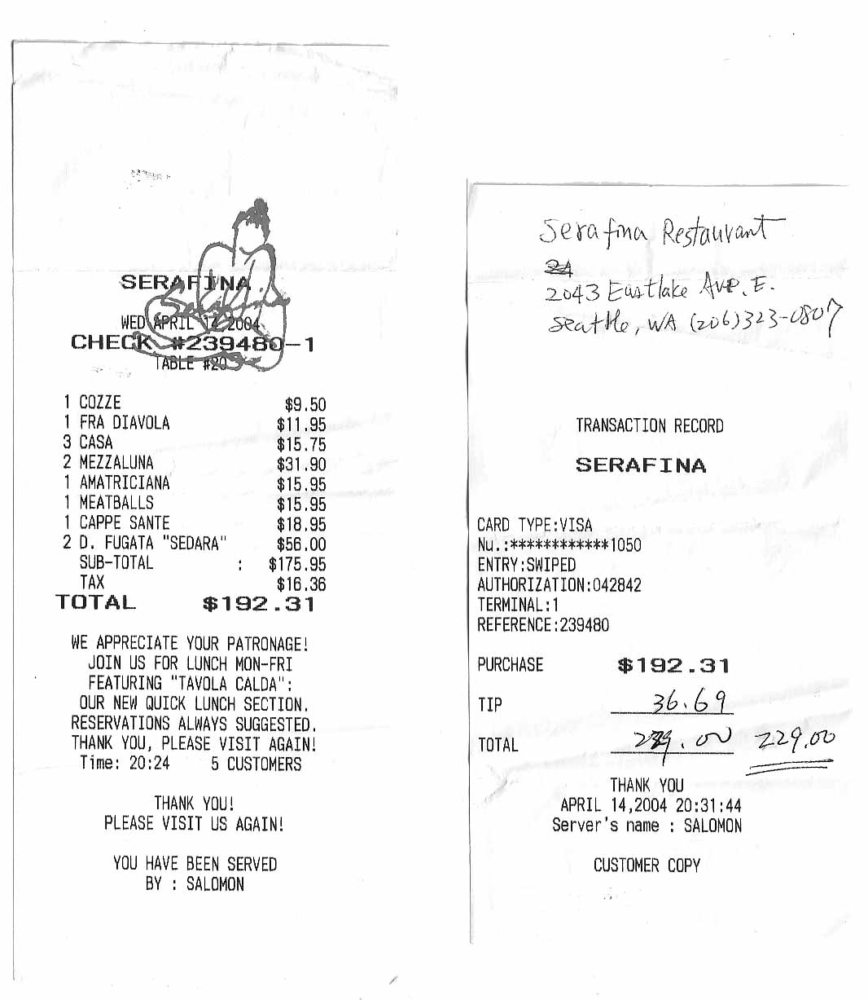 SERAFINA
WED APRIL 14,2004
CHECK #239480-1
TABLE #20
1 COZZE $9.50
1 FRA DIAVOLA $11.95
3 CASA $15.75
2 MEZZALUNA $31.90
1 AMATRICIANA $15.95
1 MEATBALLS $15.95
1 CAPPE SANTE $18.95
2 D. FUGATA "SEDARA" $56.00
SUB-TOTAL : $175.95
TAX $16.36
TOTAL $192.31
WE APPRECIATE YOUR PATRONAGE!
JOIN US FOR LUNCH MON-FRI
FEATURING "TAVOLA CALDA":
OUR NEW QUICK LUNCH SECTION.
RESERVATIONS ALWAYS SUGGESTED.
THANK YOU, PLEASE VISIT AGAIN!
Time: 20:24 5 CUSTOMERS
THANK YOU!
PLEASE VISIT US AGAIN!
YOU HAVE BEEN SERVED
BY : SALOMON
Serafina Restaurant
2043 Eastlake Ave. E.
Seattle, WA (206)323-0807
TRANSACTION RECORD
SERAFINA
CARD TYPE:VISA
Nu.:************1050
ENTRY:SWIPED
AUTHORIZATION:042842
TERMINAL:1
REFERENCE:239480
PURCHASE $192.31
TIP 36.69
TOTAL 229.00 229.00
THANK YOU
APRIL 14,2004 20:31:44
Server's name : SALOMON
CUSTOMER COPY